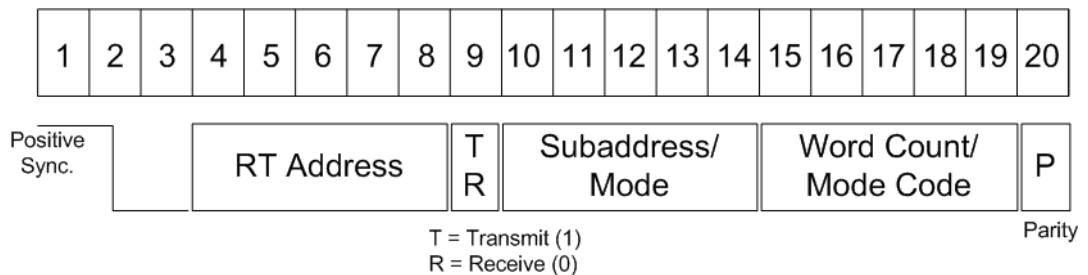 1 2 3 4 5 6 7 8 9 10 11 12 13 14 15 16 17 18 19 20
Positive
Sync.
RT Address
T
R
Subaddress/
Mode
Word Count/
Mode Code
P
Parity
T = Transmit (1)
R = Receive (0)